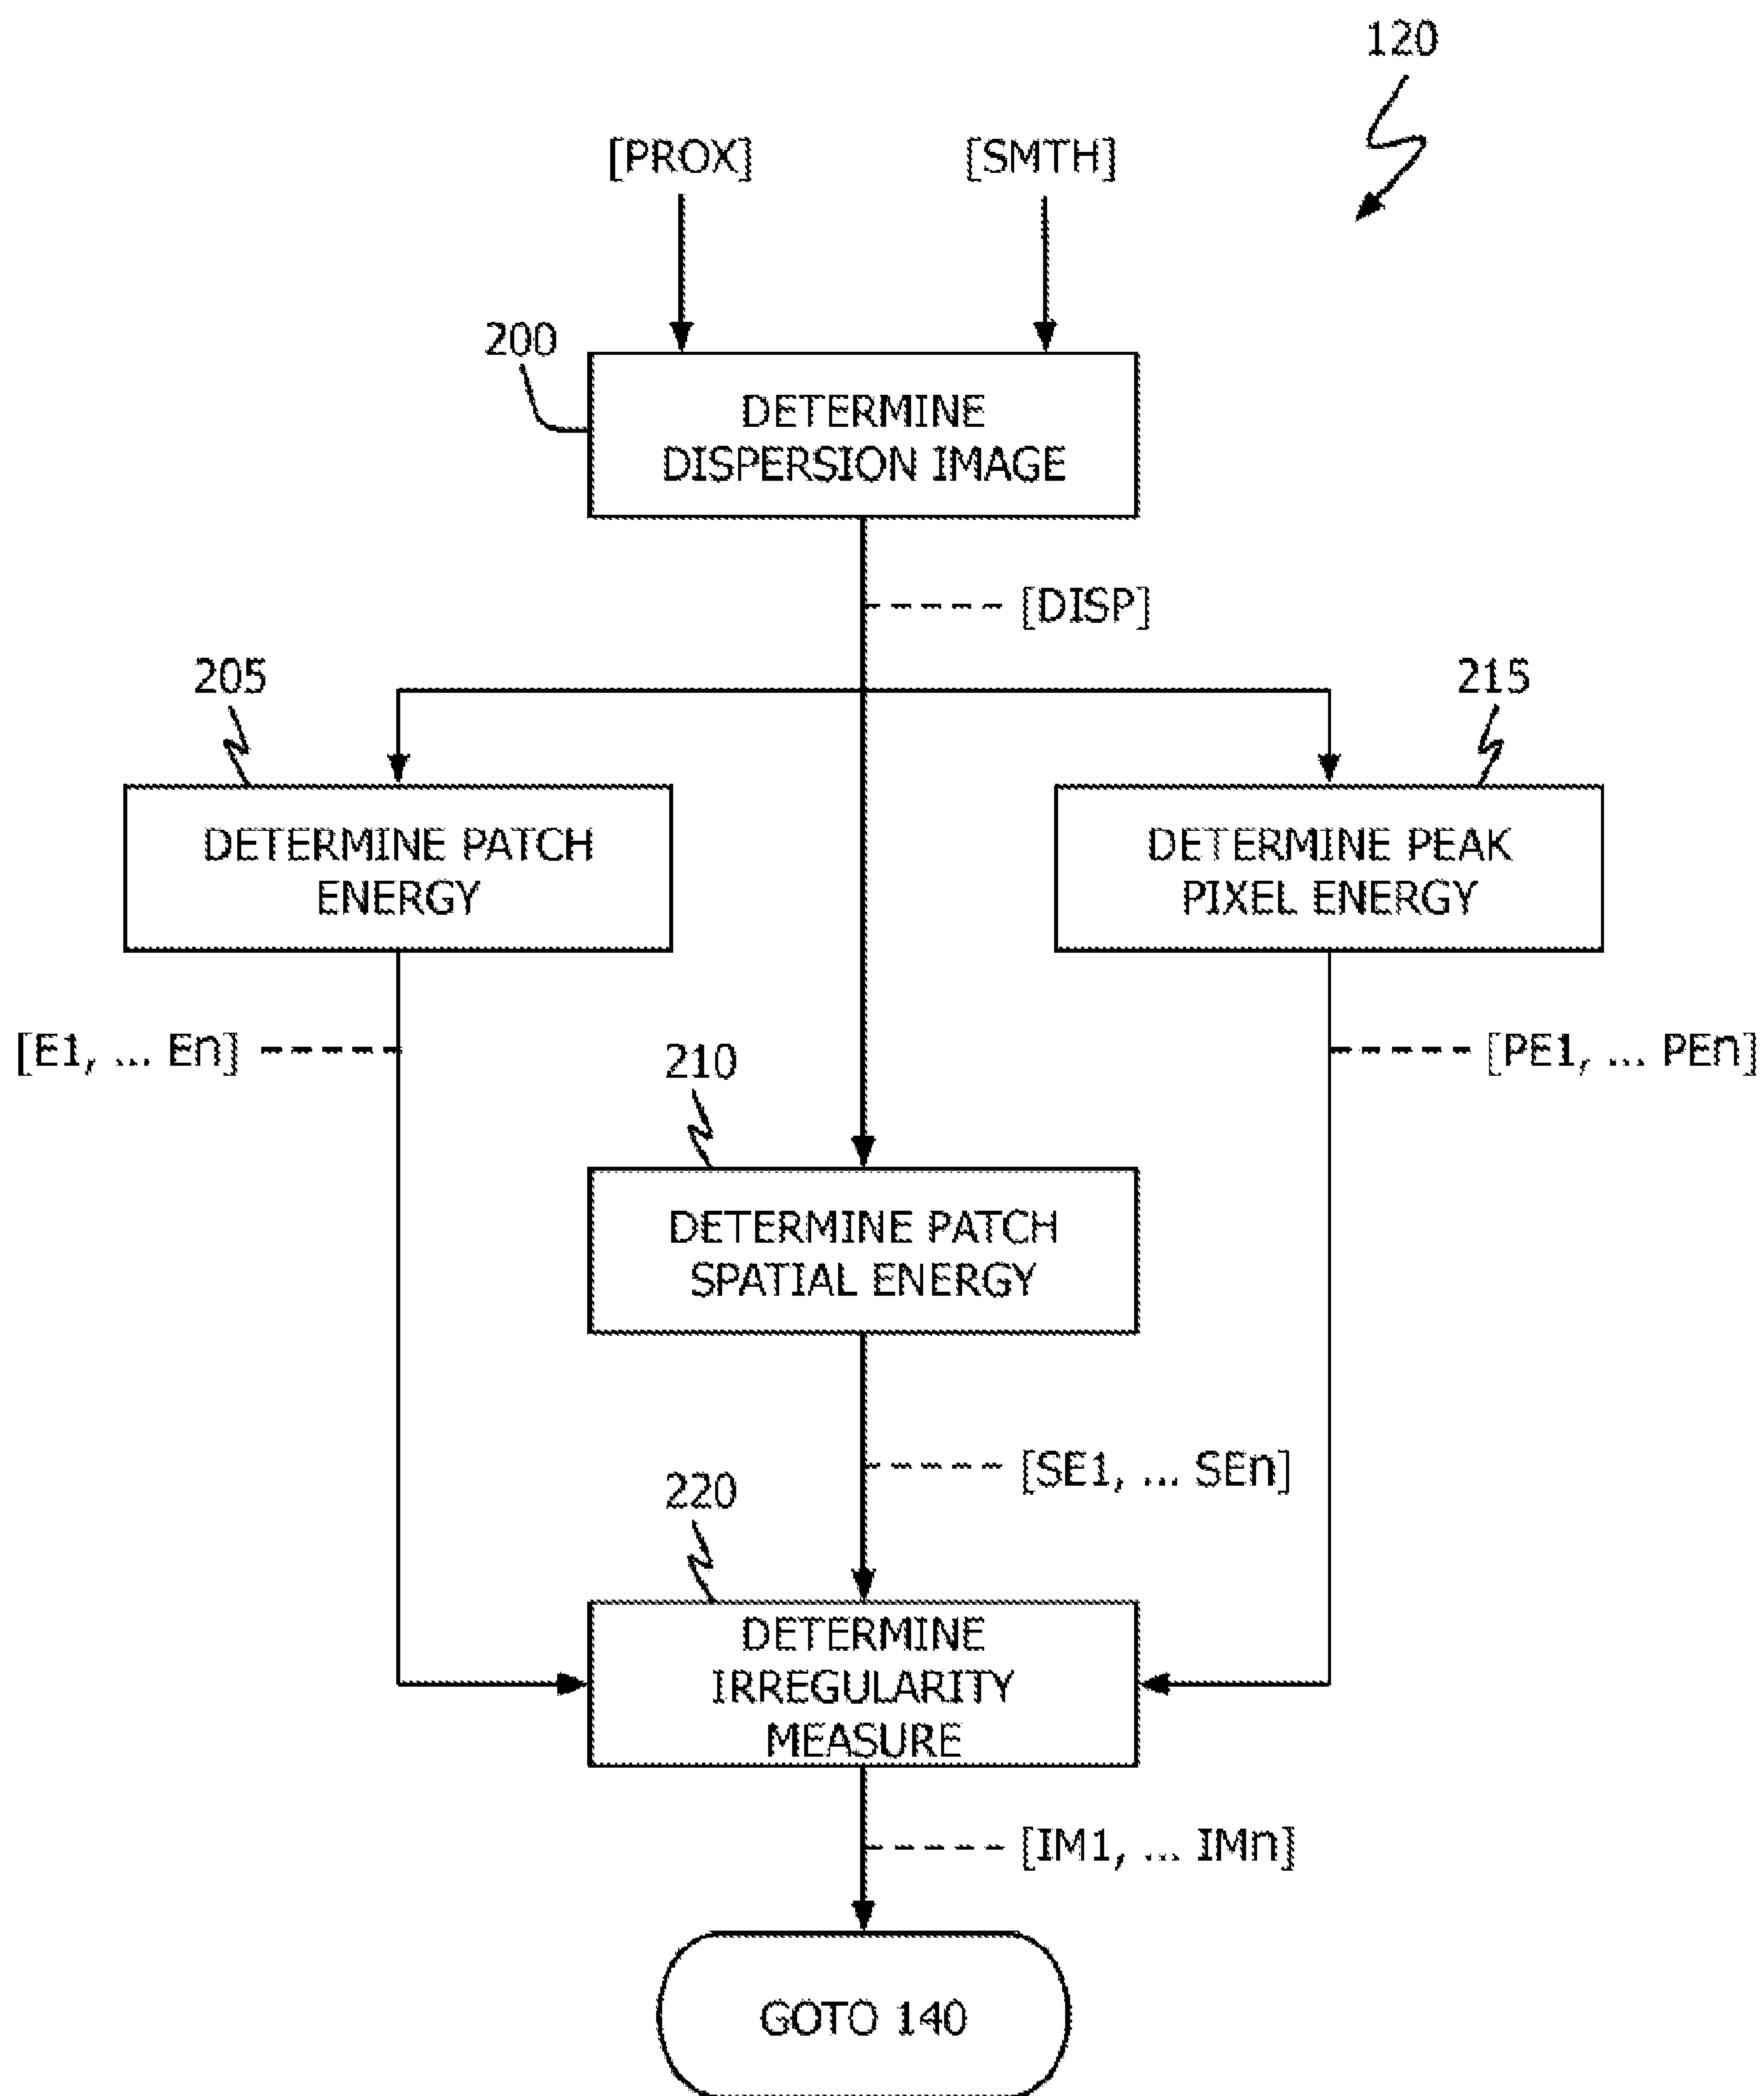 120
[PROX]
[SMTH]
200
DETERMINE
DISPERSION IMAGE
[DISP]
205
215
DETERMINE PATCH
ENERGY
DETERMINE PEAK
PIXEL ENERGY
[E1, ... En]
210
[PE1, ... PEn]
DETERMINE PATCH
SPATIAL ENERGY
[SE1, ... SEn]
220
DETERMINE
IRREGULARITY
MEASURE
[IM1, ... IMn]
GOTO 140